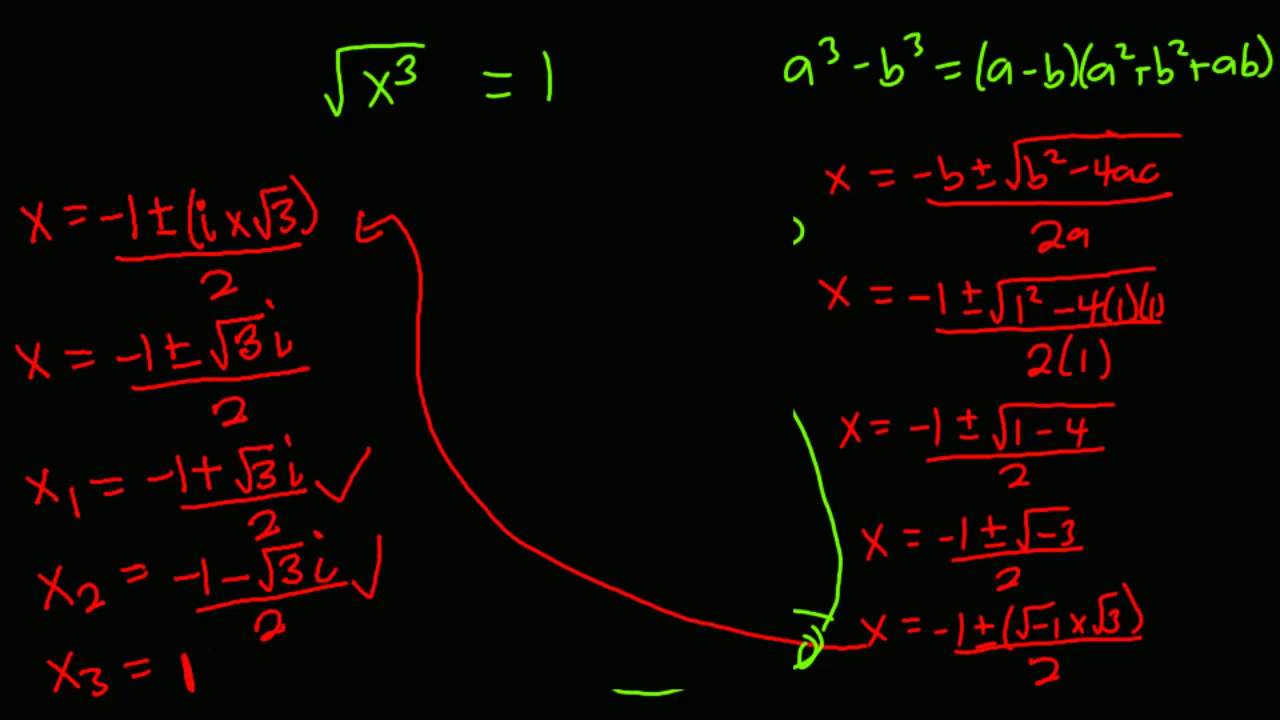 √x³ = 1
a³ - b³ = (a - b)(a² + b² + ab)
x = -1 ± (i x √3) / 2
x = -1 ± √3 i / 2
x₁ = -1 + √3 i / 2 ✓
x₂ = -1 - √3 i / 2 ✓
x₃ = 1
x = -b ± √b² - 4ac / 2a
x = -1 ± √1² - 4(1)(1) / 2(1)
x = -1 ± √1 - 4 / 2
x = -1 ± √-3 / 2
x = -1 ± (√-1 x √3) / 2